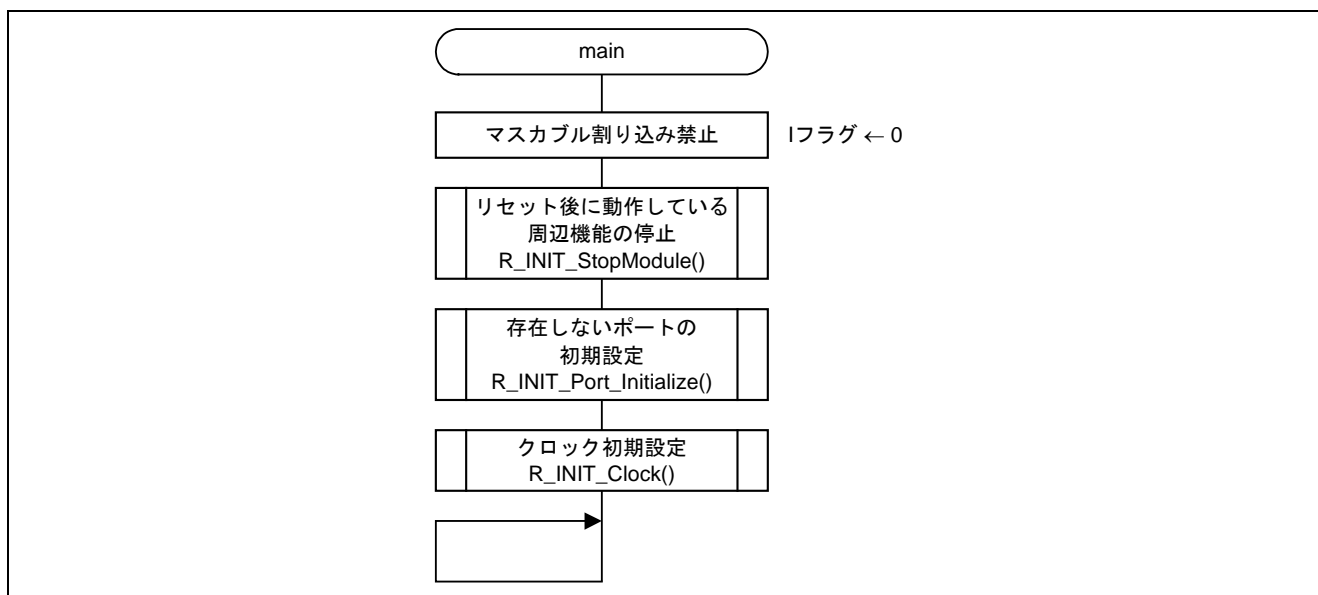 main
マスカブル割り込み禁止
Iフラグ ← 0
リセット後に動作している
周辺機能の停止
R_INIT_StopModule()
存在しないポートの
初期設定
R_INIT_Port_Initialize()
クロック初期設定
R_INIT_Clock()